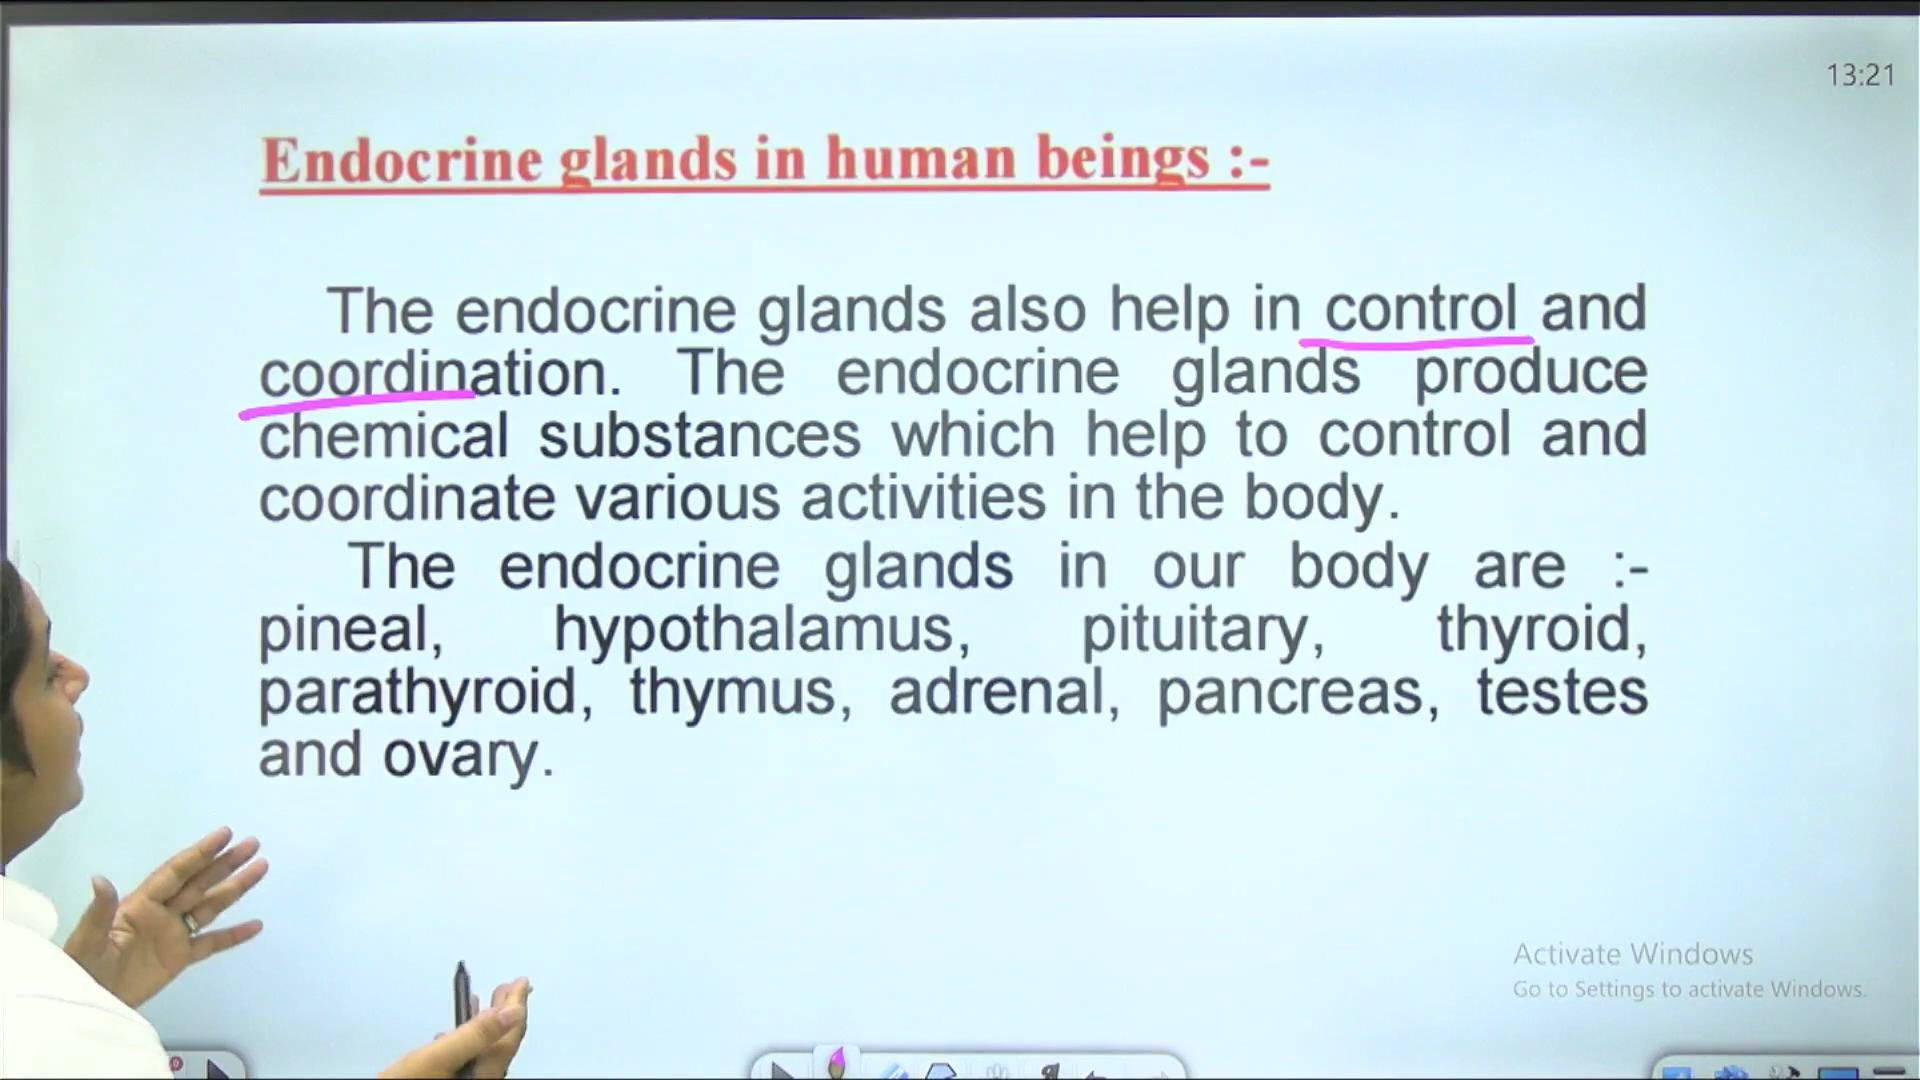 13:21
Endocrine glands in human beings :-
The endocrine glands also help in control and
coordination. The endocrine glands produce
chemical substances which help to control and
coordinate various activities in the body.
The endocrine glands in our body are :-
pineal, hypothalamus, pituitary, thyroid,
parathyroid, thymus, adrenal, pancreas, testes
and ovary.
Activate Windows
Go to Settings to activate Windows.